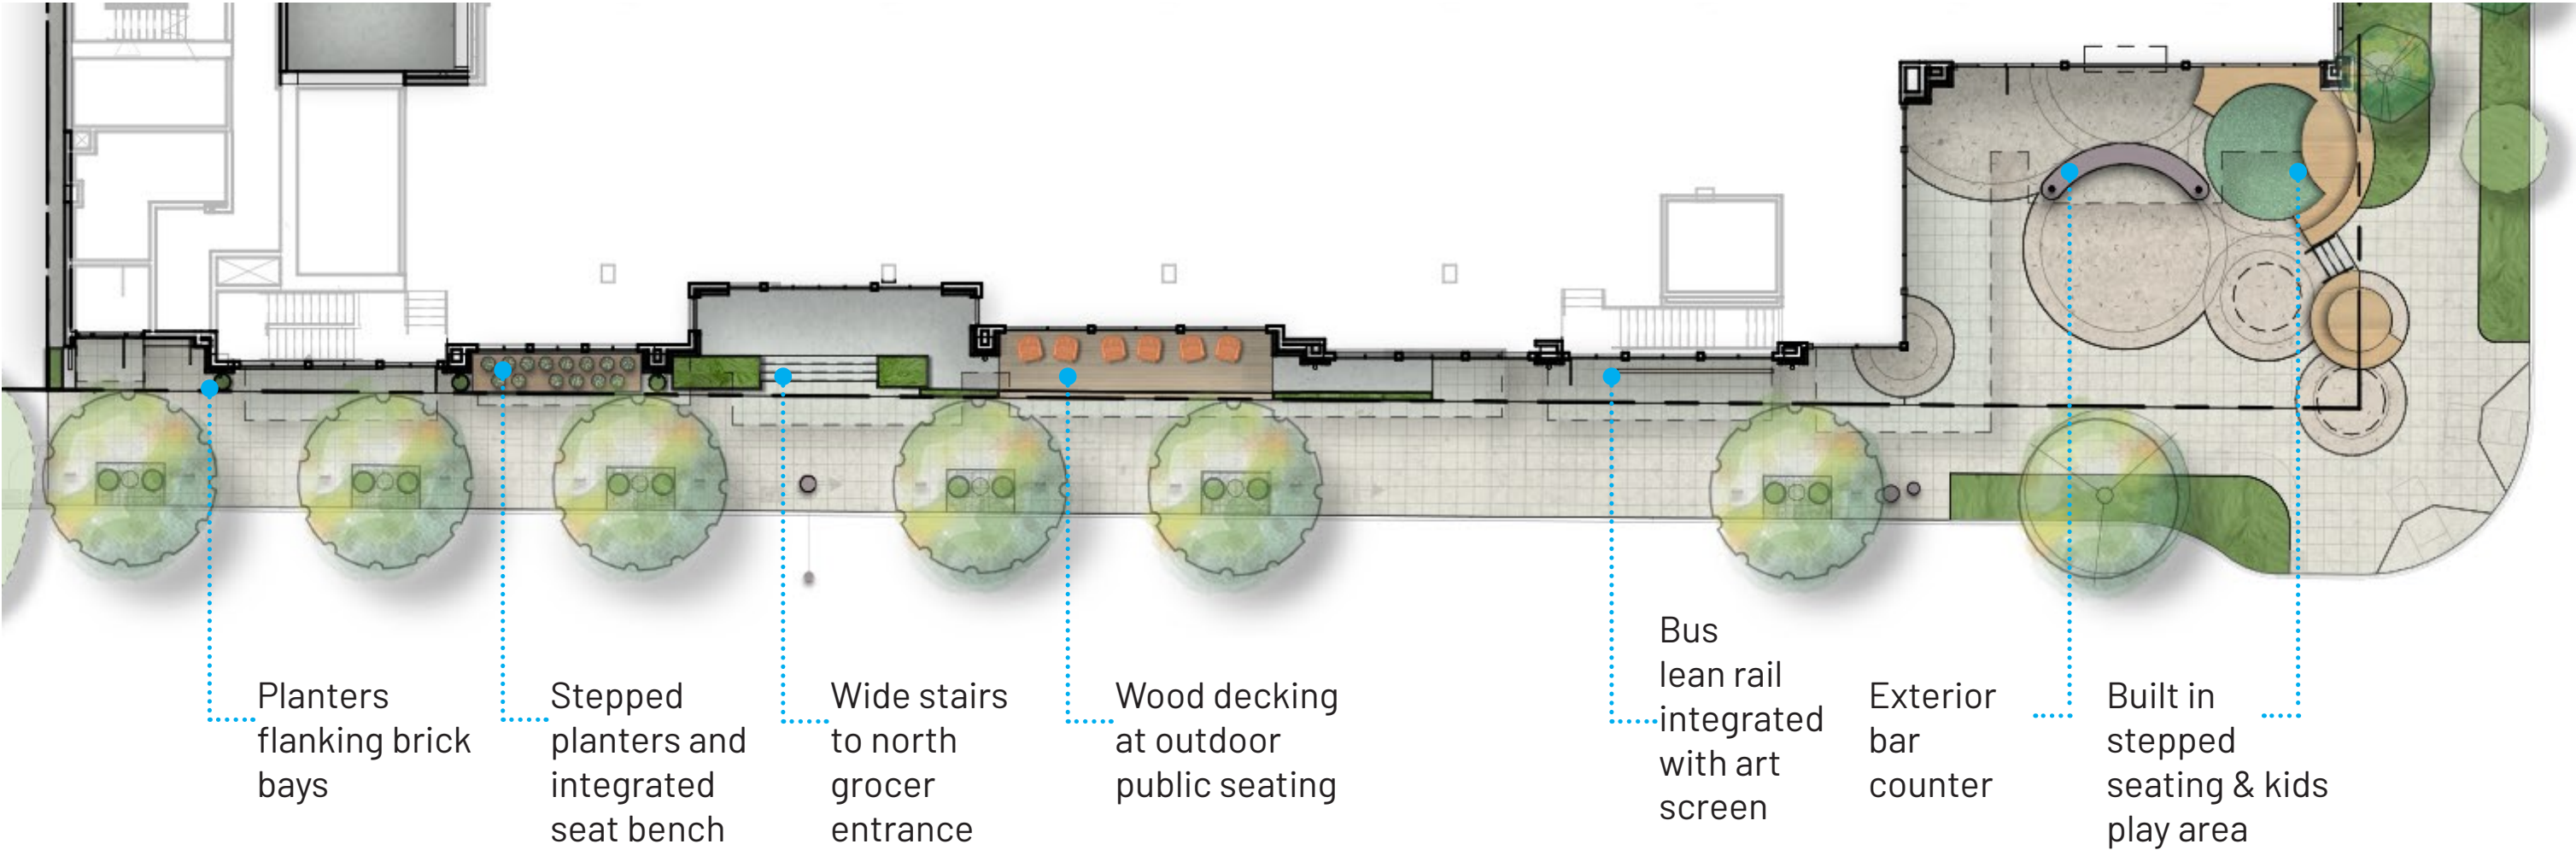 Planters
flanking brick
bays
Stepped
planters and
integrated
seat bench
Wide stairs
to north
grocer
entrance
Wood decking
at outdoor
public seating
Bus
lean rail
integrated
with art
screen
Exterior
bar
counter
Built in
stepped
seating & kids
play area